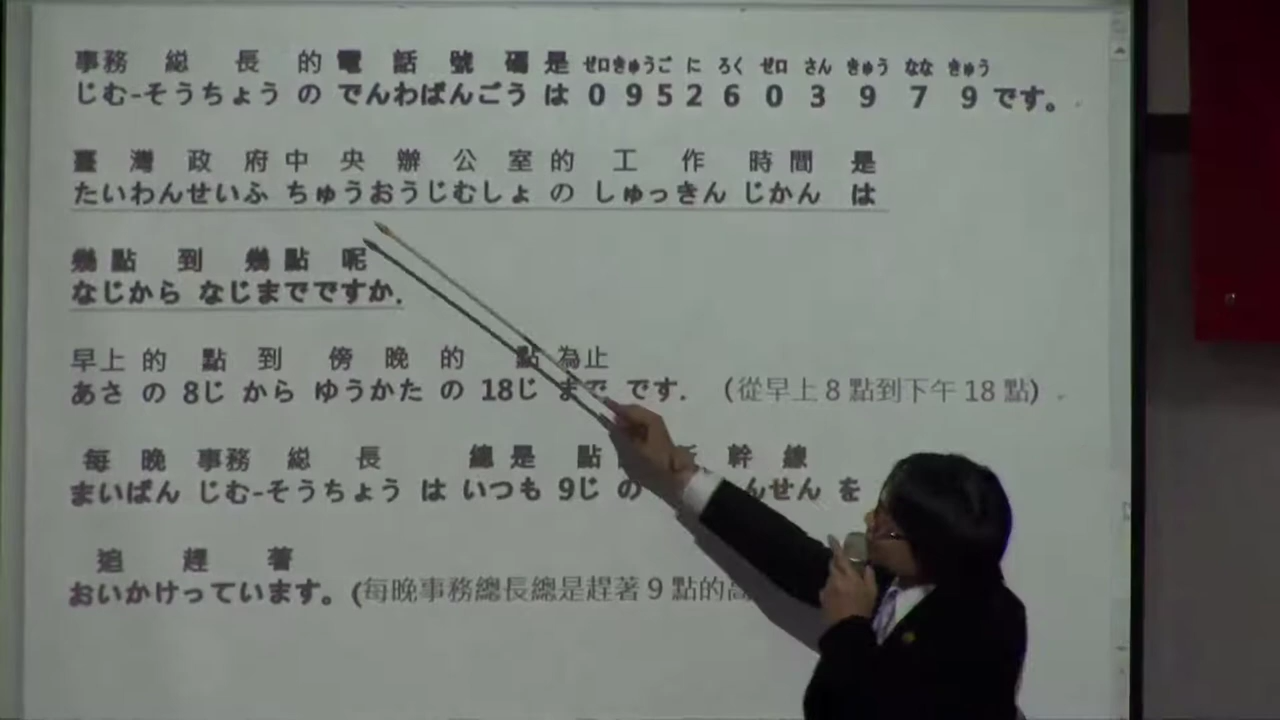 事務 総 長 的 電 話 號 碼 是 ゼロきゅうご に ろく ゼロ さん きゅう なな きゅう
じむ-そうちょう の でんわばんごう は 0 9 5 2 6 0 3 9 7 9 です。
臺 灣 政 府 中 央 辦 公 室 的 工 作 時 間 是
たいわんせいふ ちゅうおうじむしょ の しゅっきん じかん は
幾 點 到 幾 點 呢
なじから なじまでですか.
早上 的 點 到 傍 晚 的 點 為止
あさ の 8じ から ゆうかた の 18じ まで です. (從早上 8 點到下午 18 點)
每 晚 事務 総 長 總 是 點 幹 線
まいばん じむ-そうちょう は いつも 9じ の んせん を
追 趕 著
おいかけっています。(每晚事務總長總是趕著 9 點的高